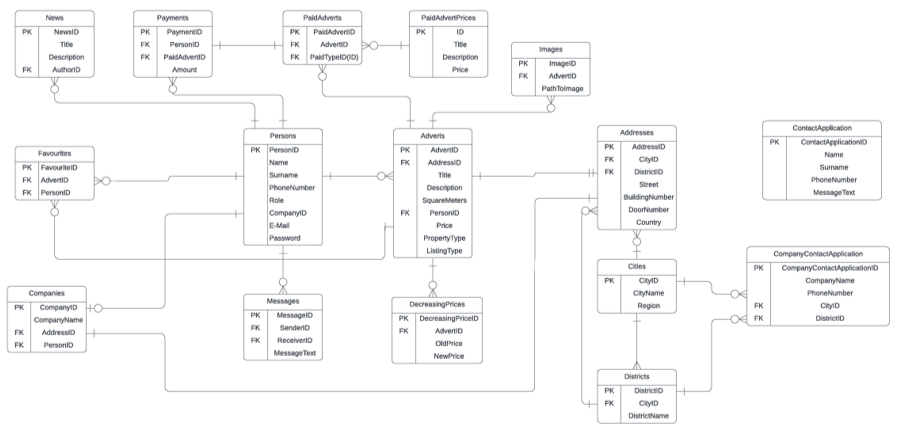 News
PK NewsID
Title
Description
FK AuthorID
Payments
PK PaymentID
FK PersonID
FK PaidAdvertID
Amount
PaidAdverts
PK PaidAdvertID
FK AdvertID
FK PaidTypeID(ID)
PaidAdvertPrices
PK ID
Title
Description
Price
Images
PK ImageID
FK AdvertID
PathToImage
Favourites
PK FavouriteID
FK AdvertID
FK PersonID
Persons
PK PersonID
Name
Surname
PhoneNumber
Role
CompanyID
E-Mail
Password
Adverts
PK AdvertID
FK AddressID
Title
Description
SquareMeters
FK PersonID
Price
PropertyType
ListingType
Addresses
PK AddressID
FK CityID
FK DistrictID
Street
BuildingNumber
DoorNumber
Country
ContactApplication
PK ContactApplicationID
Name
Surname
PhoneNumber
MessageText
Companies
PK CompanyID
CompanyName
FK AddressID
FK PersonID
Messages
PK MessageID
FK SenderID
FK ReceiverID
MessageText
DecreasingPrices
PK DecreasingPriceID
FK AdvertID
OldPrice
NewPrice
Cities
PK CityID
CityName
Region
CompanyContactApplication
PK CompanyContactApplicationID
CompanyName
PhoneNumber
FK CityID
FK DistrictID
Districts
PK DistrictID
FK CityID
DistrictName